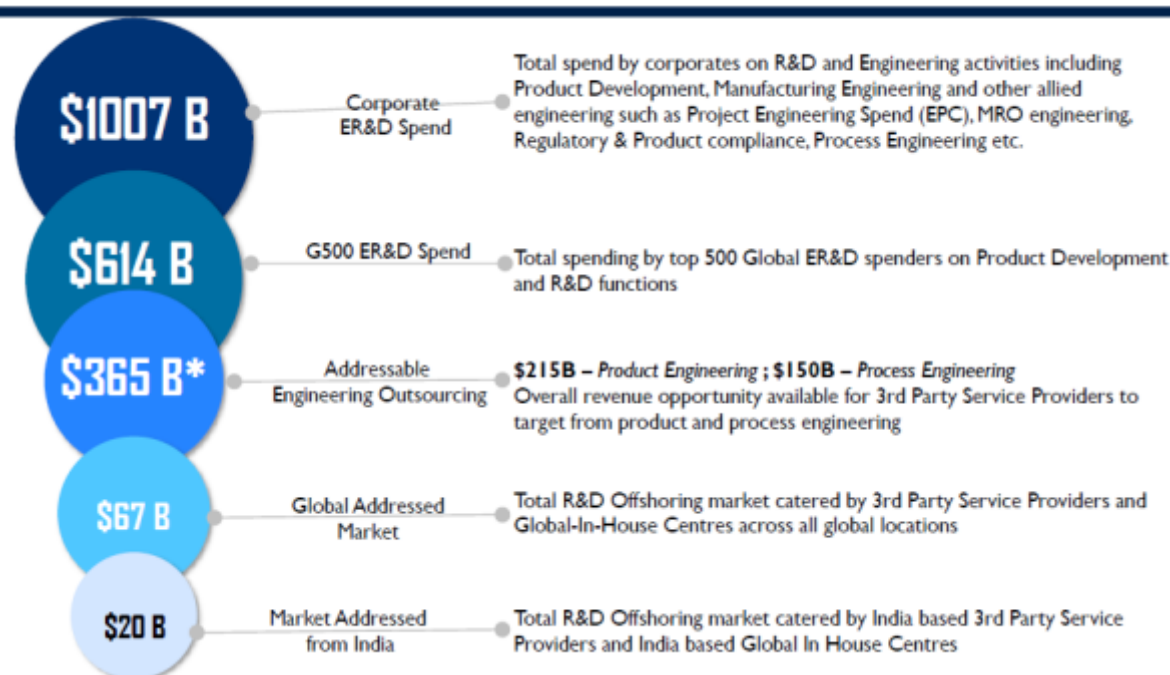 $1007 B
Corporate
ER&D Spend
Total spend by corporates on R&D and Engineering activities including
Product Development, Manufacturing Engineering and other allied
engineering such as Project Engineering Spend (EPC), MRO engineering,
Regulatory & Product compliance, Process Engineering etc.
$614 B
G500 ER&D Spend
Total spending by top 500 Global ER&D spenders on Product Development
and R&D functions
$365 B*
Addressable
Engineering Outsourcing
$215B – Product Engineering ; $150B – Process Engineering
Overall revenue opportunity available for 3rd Party Service Providers to
target from product and process engineering
$67 B
Global Addressed
Market
Total R&D Offshoring market catered by 3rd Party Service Providers and
Global-In-House Centres across all global locations
$20 B
Market Addressed
from India
Total R&D Offshoring market catered by India based 3rd Party Service
Providers and India based Global In House Centres